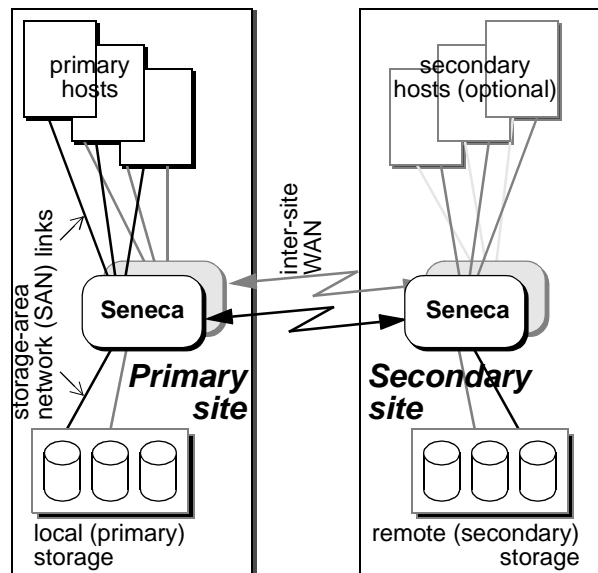 primary
hosts
secondary
hosts (optional)
storage-area
network (SAN) links
inter-site
WAN
Seneca
Seneca
Primary
site
Secondary
site
local (primary)
storage
remote (secondary)
storage